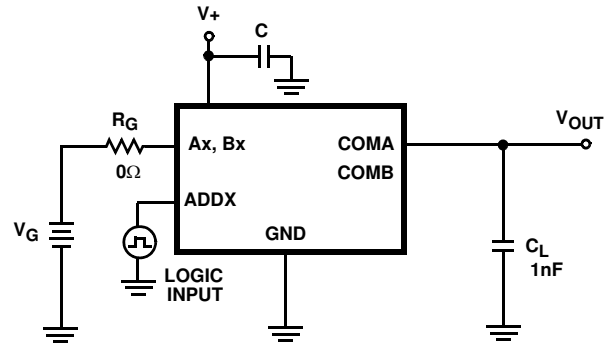 V+
C
RG
0Ω
Ax, Bx
COMA
COMB
VOUT
ADDX
VG
GND
LOGIC
INPUT
CL
1nF